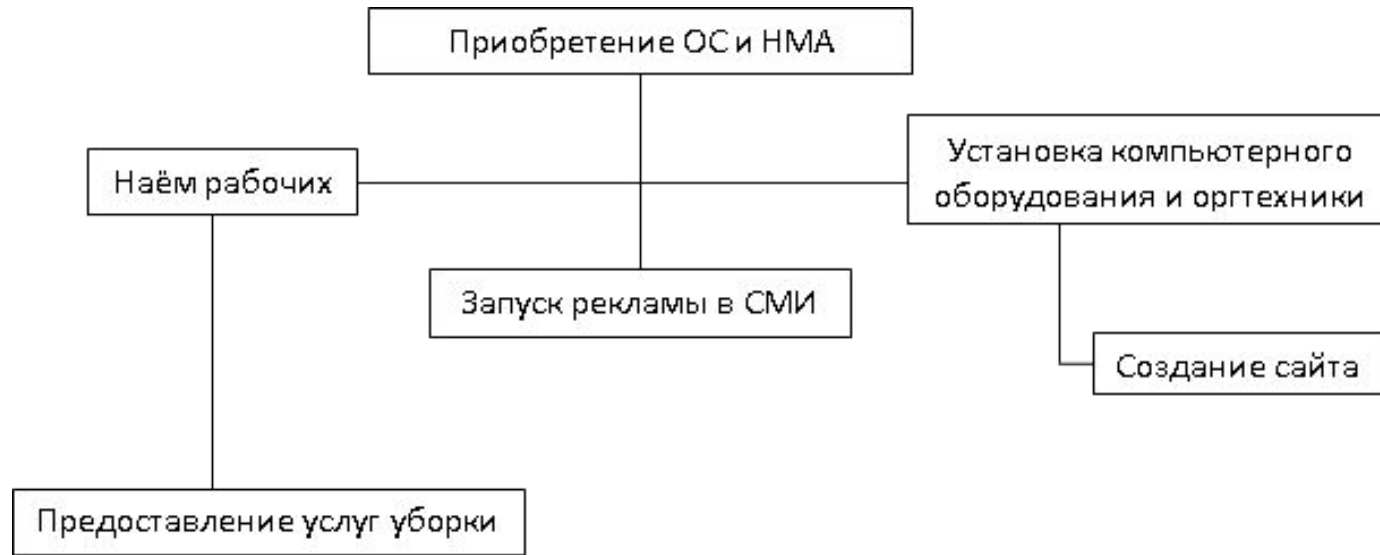 Приобретение ОС и НМА
Наём рабочих
Установка компьютерного
оборудования и оргтехники
Запуск рекламы в СМИ
Создание сайта
Предоставление услуг уборки